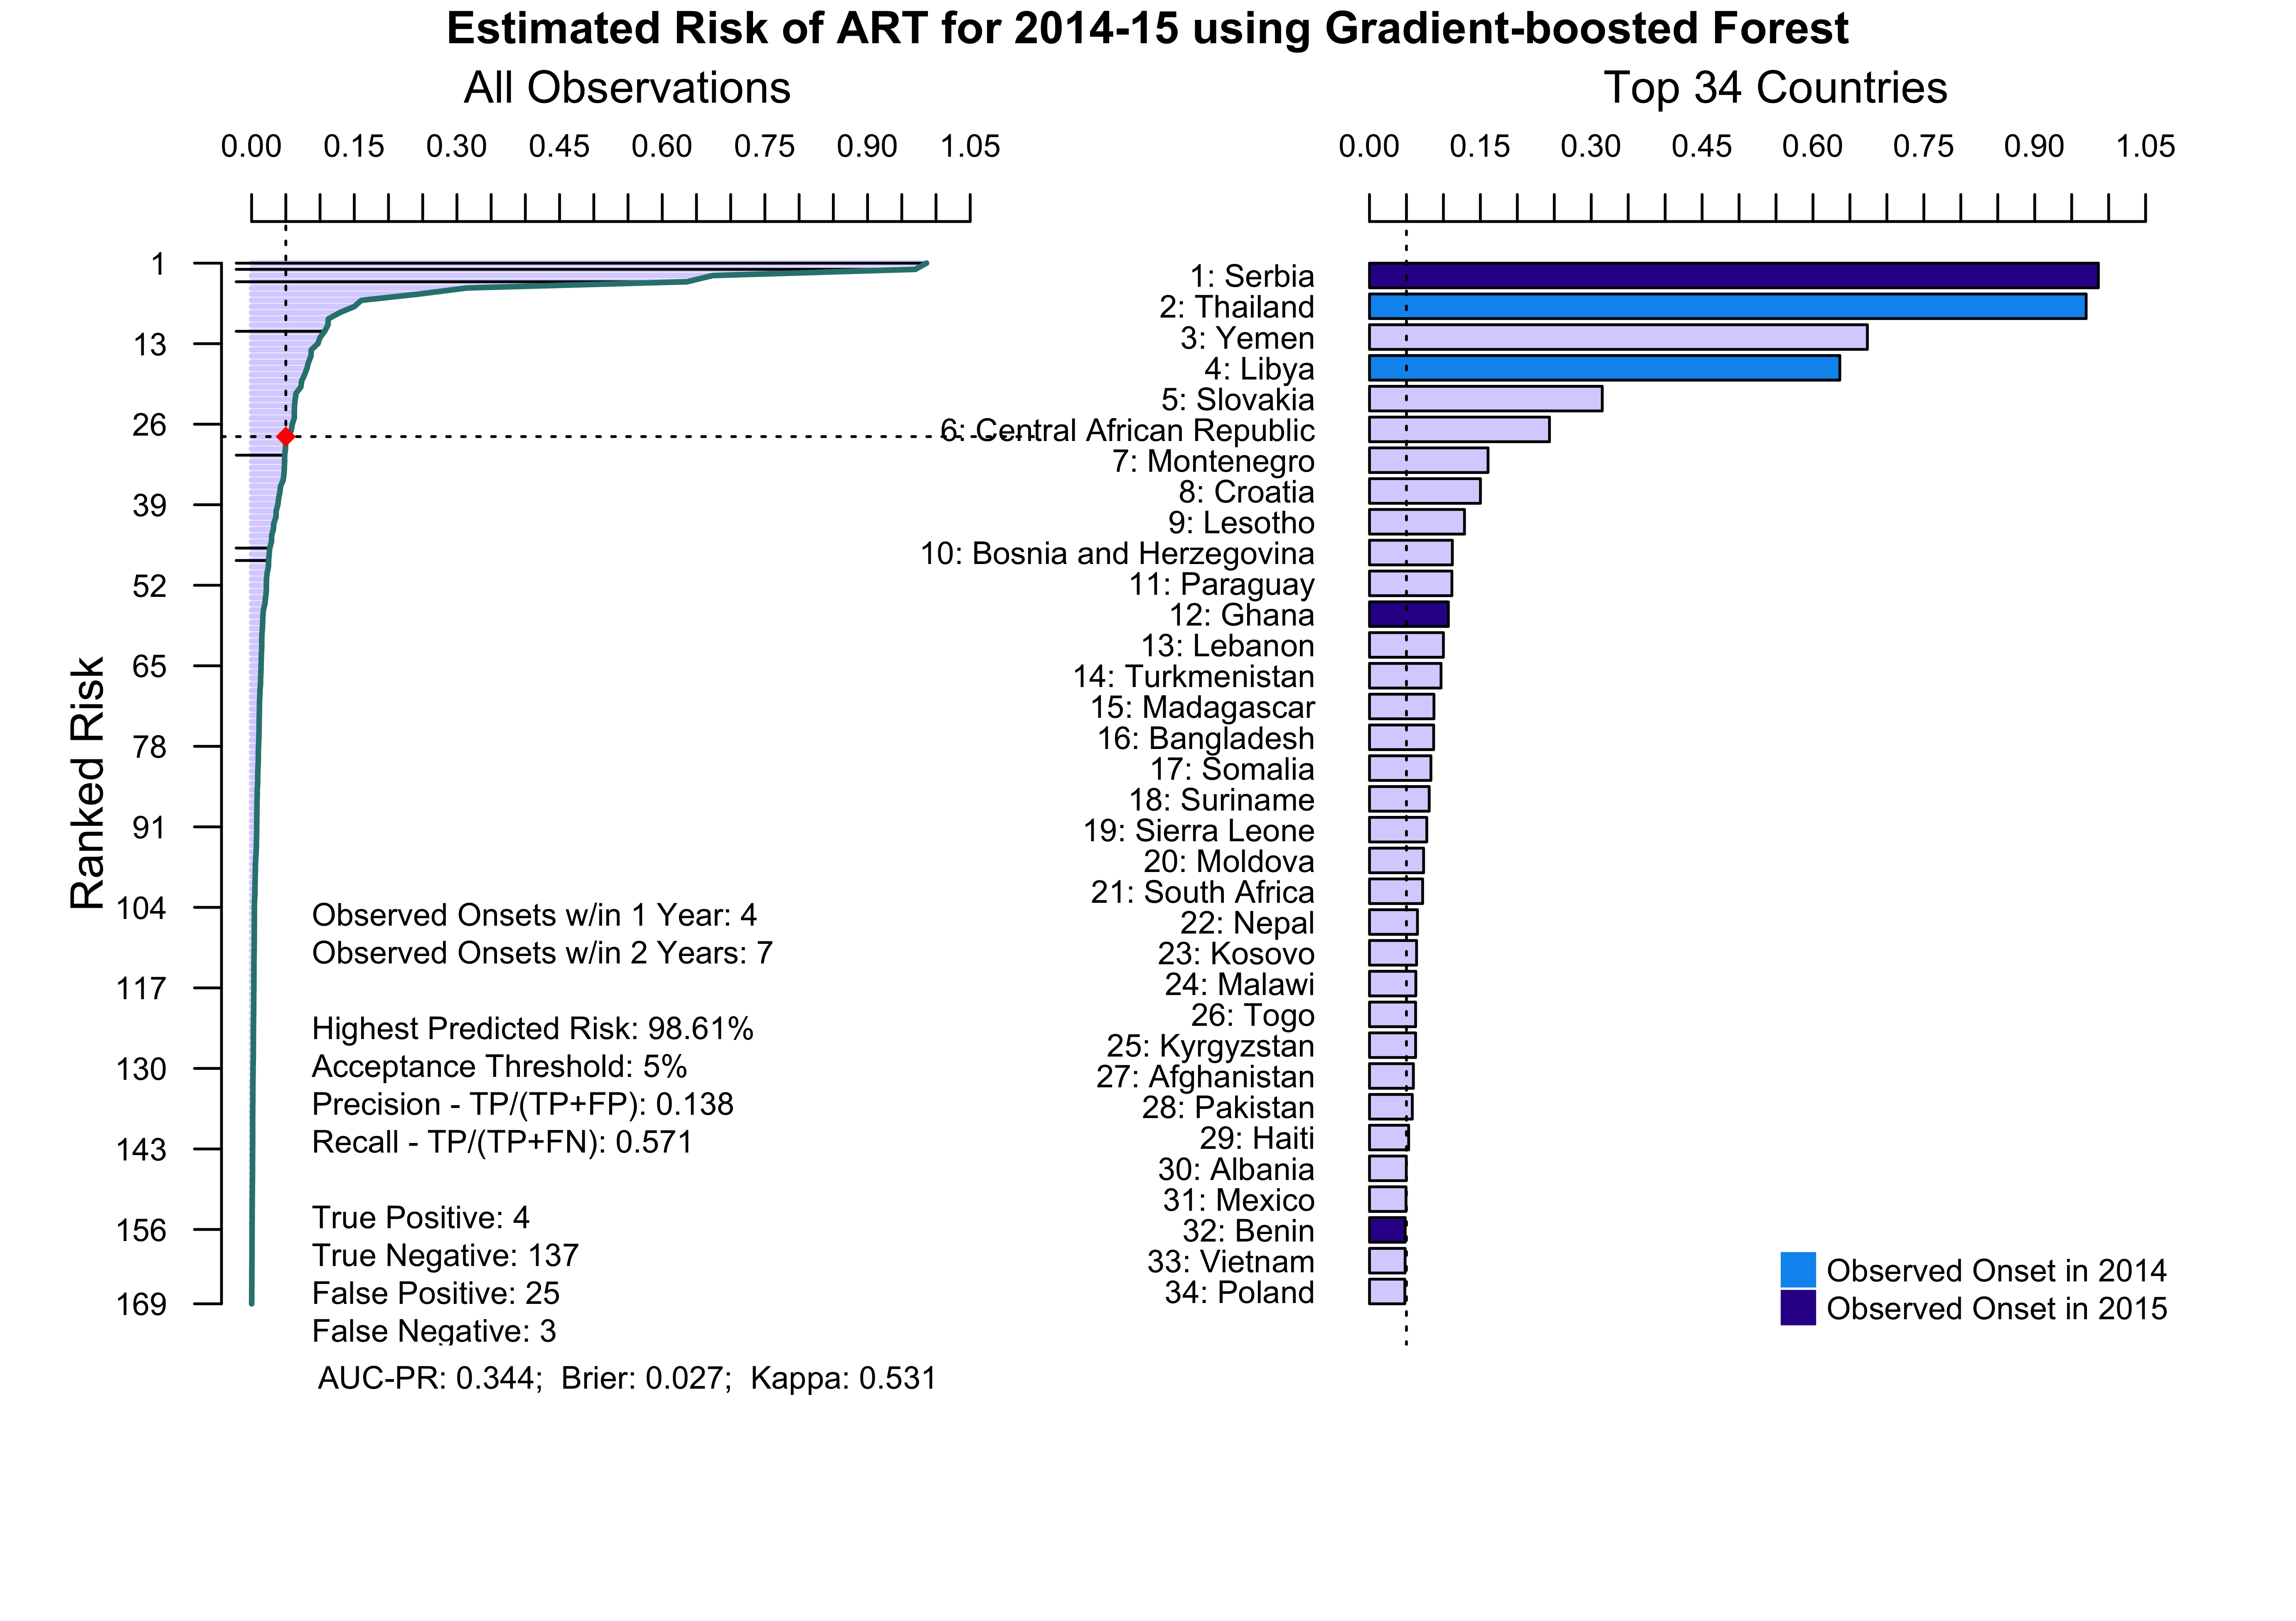 Estimated Risk of ART for 2014-15 using Gradient-boosted Forest
All Observations
0.00 0.15 0.30 0.45 0.60 0.75 0.90 1.05
Ranked Risk
1
13
26
39
52
65
78
91
104
117
130
143
156
169
Observed Onsets w/in 1 Year: 4
Observed Onsets w/in 2 Years: 7
Highest Predicted Risk: 98.61%
Acceptance Threshold: 5%
Precision - TP/(TP+FP): 0.138
Recall - TP/(TP+FN): 0.571
True Positive: 4
True Negative: 137
False Positive: 25
False Negative: 3
AUC-PR: 0.344; Brier: 0.027; Kappa: 0.531
Top 34 Countries
0.00 0.15 0.30 0.45 0.60 0.75 0.90 1.05
1: Serbia
2: Thailand
3: Yemen
4: Libya
5: Slovakia
6: Central African Republic
7: Montenegro
8: Croatia
9: Lesotho
10: Bosnia and Herzegovina
11: Paraguay
12: Ghana
13: Lebanon
14: Turkmenistan
15: Madagascar
16: Bangladesh
17: Somalia
18: Suriname
19: Sierra Leone
20: Moldova
21: South Africa
22: Nepal
23: Kosovo
24: Malawi
26: Togo
25: Kyrgyzstan
27: Afghanistan
28: Pakistan
29: Haiti
30: Albania
31: Mexico
32: Benin
33: Vietnam
34: Poland
Observed Onset in 2014
Observed Onset in 2015